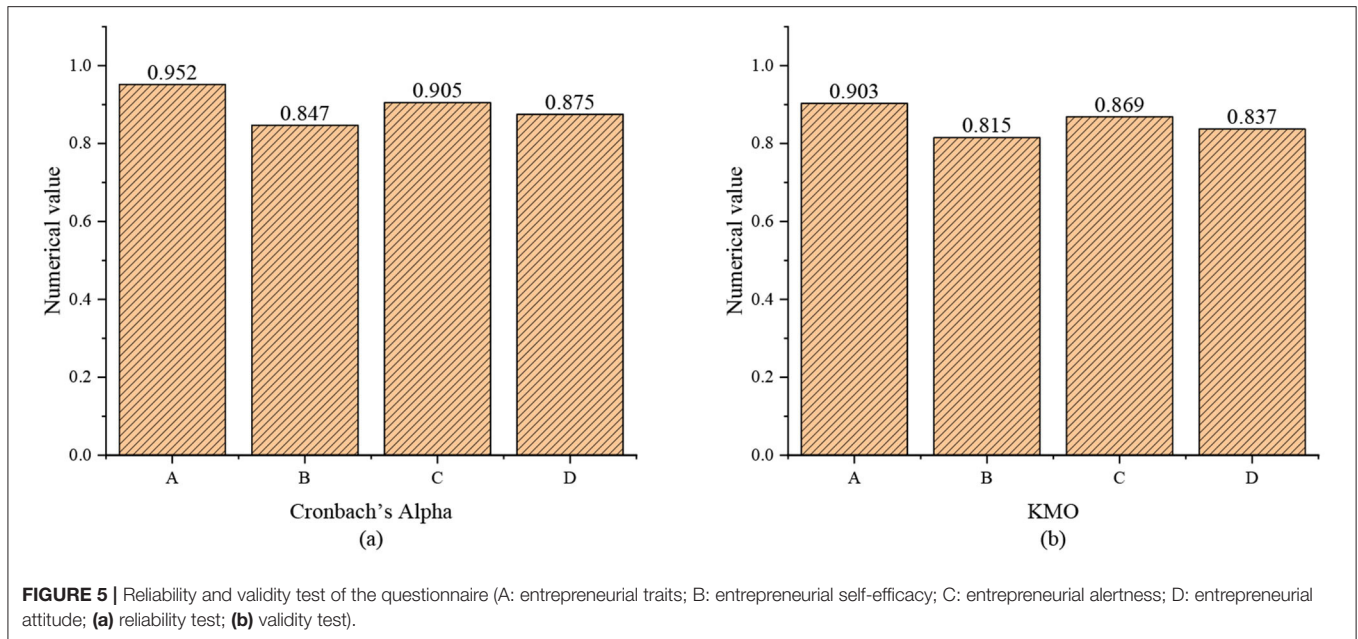 1.0
0.8
0.6
0.4
0.2
0.0
Numerical value
0.952
0.847
0.905
0.875
A
B
C
D
Cronbach's Alpha
(a)
1.0
0.8
0.6
0.4
0.2
0.0
Numerical value
0.903
0.815
0.869
0.837
A
B
C
D
KMO
(b)
FIGURE 5 | Reliability and validity test of the questionnaire (A: entrepreneurial traits; B: entrepreneurial self-efficacy; C: entrepreneurial alertness; D: entrepreneurial
attitude; (a) reliability test; (b) validity test).